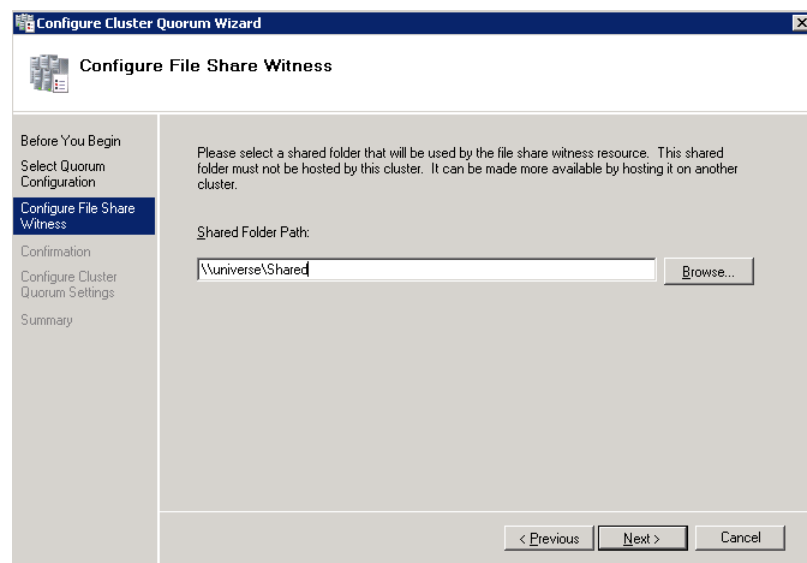 Configure Cluster Quorum Wizard
Configure File Share Witness
Before You Begin
Select Quorum
Configuration
Configure File Share
Witness
Confirmation
Configure Cluster
Quorum Settings
Summary
Please select a shared folder that will be used by the file share witness resource. This shared
folder must not be hosted by this cluster. It can be made more available by hosting it on another
cluster.
Shared Folder Path:
\\universe\Shared
Browse...
< Previous
Next >
Cancel